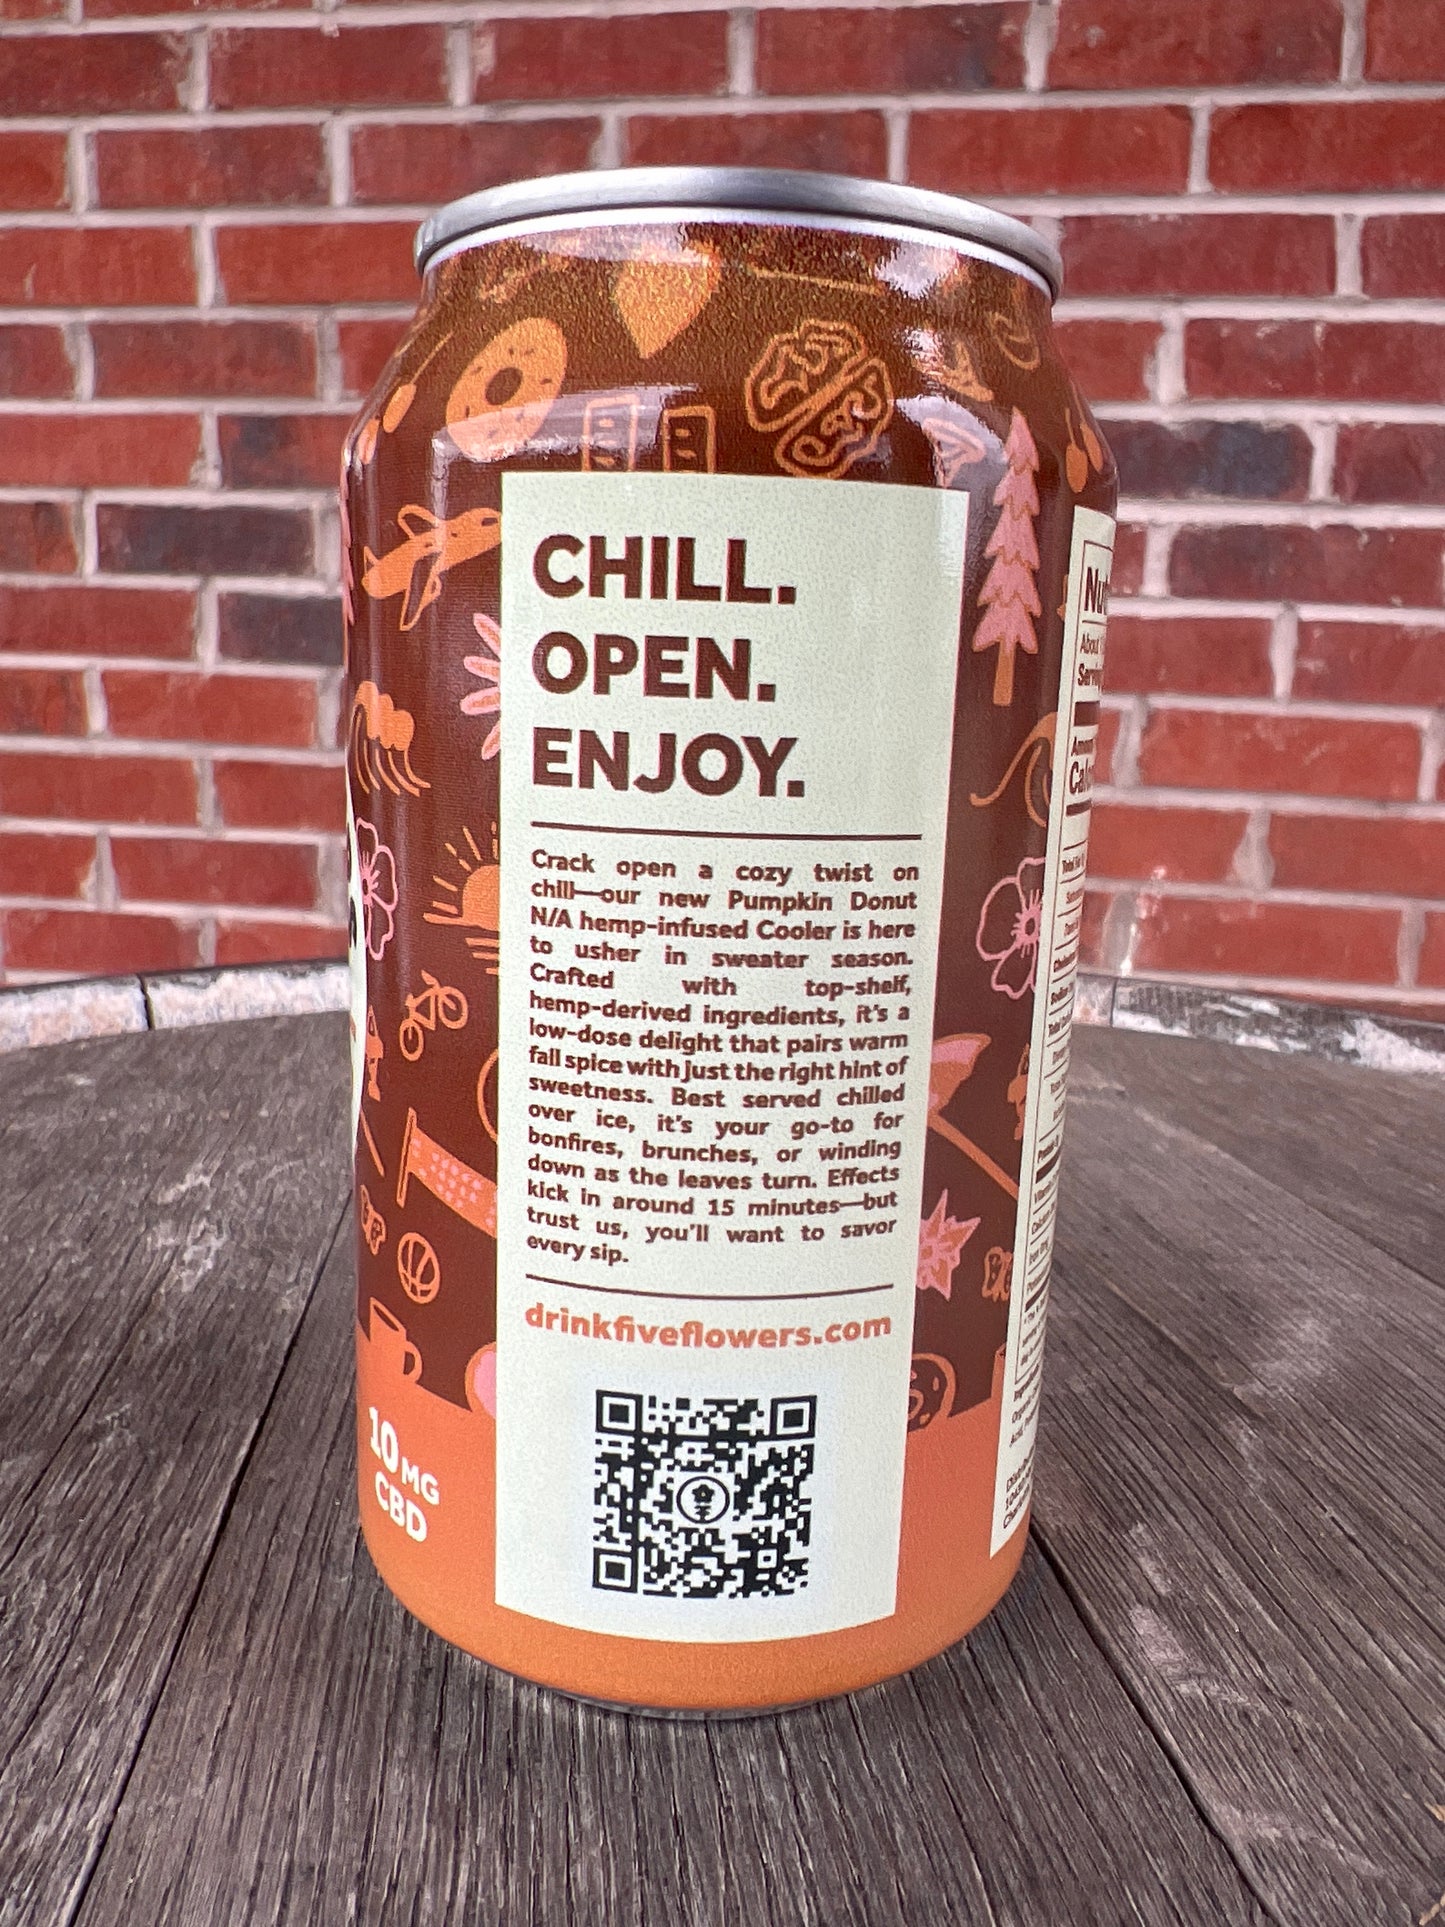 CHILL.
OPEN.
ENJOY.
Crack open a cozy twist on
chill—our new Pumpkin Donut
N/A hemp-infused Cooler is here
to usher in sweater season.
Crafted with top-shelf,
hemp-derived ingredients, it's a
low-dose delight that pairs warm
fall spice with just the right hint of
sweetness. Best served chilled
over ice, it's your go-to for
bonfires, brunches, or winding
down as the leaves turn. Effects
kick in around 15 minutes—but
trust us, you'll want to savor
every sip.
drinkfiveflowers.com
10 MG
CBD
About